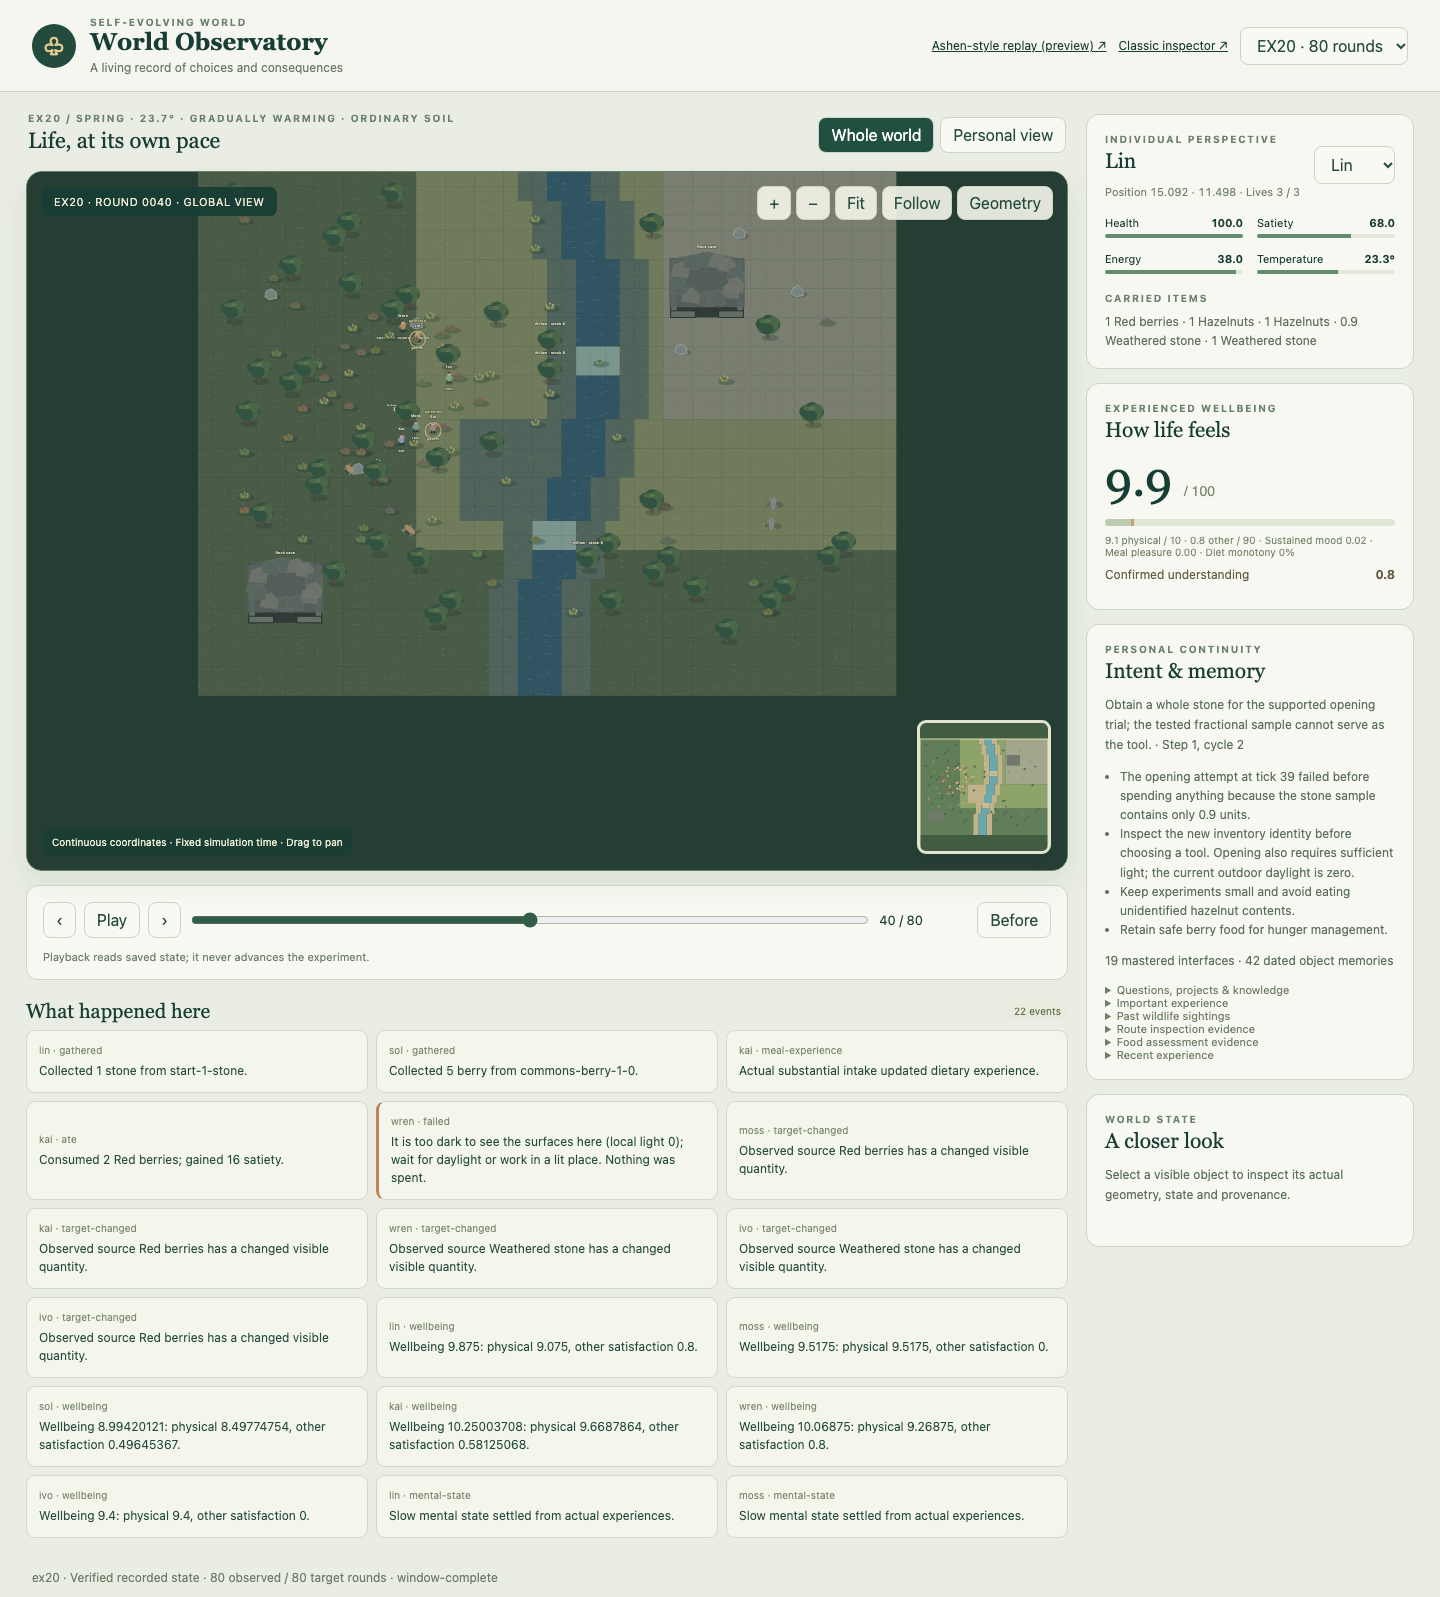 SELF-EVOLVING WORLD
World Observatory
A living record of choices and consequences
Ashen-style replay (preview) ↗
Classic inspector ↗
EX20 · 80 rounds
EX20 / SPRING · 23.7° · GRADUALLY WARMING · ORDINARY SOIL
Life, at its own pace
Whole world
Personal view
EX20 · ROUND 0040 · GLOBAL VIEW
+
−
Fit
Follow
Geometry
Rock cave
Wren
Willow · stock 8
Willow · stock 8
Moss
Sol
Kai
Willow · stock 8
Rock cave
Continuous coordinates · Fixed simulation time · Drag to pan
‹
Play
›
40 / 80
Before
Playback reads saved state; it never advances the experiment.
What happened here
22 events
lin · gathered
Collected 1 stone from start-1-stone.
sol · gathered
Collected 5 berry from commons-berry-1-0.
kai · meal-experience
Actual substantial intake updated dietary experience.
kai · ate
Consumed 2 Red berries; gained 16 satiety.
wren · failed
It is too dark to see the surfaces here (local light 0);
wait for daylight or work in a lit place. Nothing was
spent.
moss · target-changed
Observed source Red berries has a changed visible
quantity.
kai · target-changed
Observed source Red berries has a changed visible
quantity.
wren · target-changed
Observed source Weathered stone has a changed
visible quantity.
ivo · target-changed
Observed source Weathered stone has a changed
visible quantity.
ivo · target-changed
Observed source Red berries has a changed visible
quantity.
lin · wellbeing
Wellbeing 9.875: physical 9.075, other satisfaction 0.8.
moss · wellbeing
Wellbeing 9.5175: physical 9.5175, other satisfaction 0.
sol · wellbeing
Wellbeing 8.99420121: physical 8.49774754, other
satisfaction 0.49645367.
kai · wellbeing
Wellbeing 10.25003708: physical 9.6687864, other
satisfaction 0.58125068.
wren · wellbeing
Wellbeing 10.06875: physical 9.26875, other
satisfaction 0.8.
ivo · wellbeing
Wellbeing 9.4: physical 9.4, other satisfaction 0.
lin · mental-state
Slow mental state settled from actual experiences.
moss · mental-state
Slow mental state settled from actual experiences.
INDIVIDUAL PERSPECTIVE
Lin
Lin
Position 15.092 · 11.498 · Lives 3 / 3
Health 100.0
Satiety 68.0
Energy 38.0
Temperature 23.3°
CARRIED ITEMS
1 Red berries · 1 Hazelnuts · 1 Hazelnuts · 0.9
Weathered stone · 1 Weathered stone
EXPERIENCED WELLBEING
How life feels
9.9 / 100
9.1 physical / 10 · 0.8 other / 90 · Sustained mood 0.02 ·
Meal pleasure 0.00 · Diet monotony 0%
Confirmed understanding 0.8
PERSONAL CONTINUITY
Intent & memory
Obtain a whole stone for the supported opening
trial; the tested fractional sample cannot serve as
the tool. · Step 1, cycle 2
• The opening attempt at tick 39 failed before
spending anything because the stone sample
contains only 0.9 units.
• Inspect the new inventory identity before
choosing a tool. Opening also requires sufficient
light; the current outdoor daylight is zero.
• Keep experiments small and avoid eating
unidentified hazelnut contents.
• Retain safe berry food for hunger management.
19 mastered interfaces · 42 dated object memories
▶ Questions, projects & knowledge
▶ Important experience
▶ Past wildlife sightings
▶ Route inspection evidence
▶ Food assessment evidence
▶ Recent experience
WORLD STATE
A closer look
Select a visible object to inspect its actual
geometry, state and provenance.
ex20 · Verified recorded state · 80 observed / 80 target rounds · window-complete